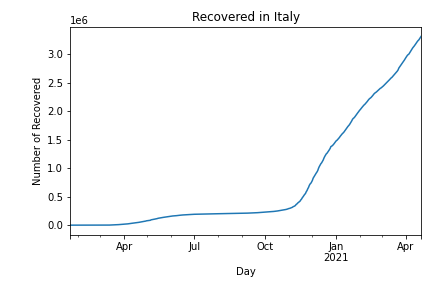 Recovered in Italy
1e6
3.0
2.5
2.0
1.5
1.0
0.5
0.0
Number of Recovered
Apr
Jul
Oct
Jan
2021
Apr
Day